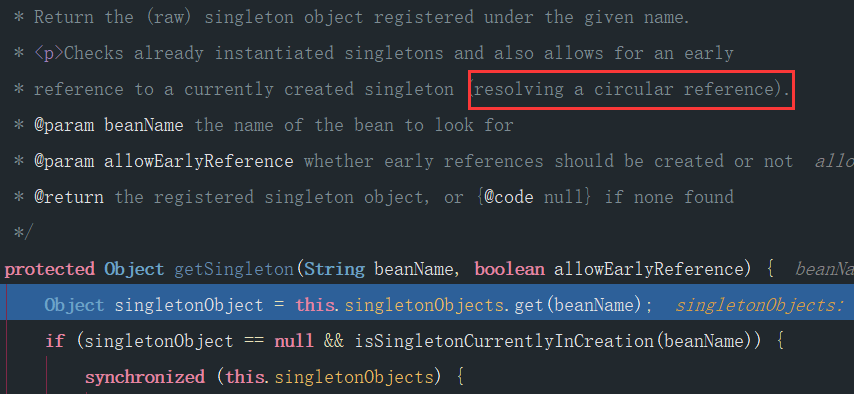 * Return the (raw) singleton object registered under the given name.
* <p>Checks already instantiated singletons and also allows for an early
* reference to a currently created singleton (resolving a circular reference).
* @param beanName the name of the bean to look for
* @param allowEarlyReference whether early references should be created or not allo
* @return the registered singleton object, or {@code null} if none found
*/
protected Object getSingleton(String beanName, boolean allowEarlyReference) { beanNa
Object singletonObject = this.singletonObjects.get(beanName); singletonObjects:
if (singletonObject == null && isSingletonCurrentlyInCreation(beanName)) {
synchronized (this.singletonObjects) {